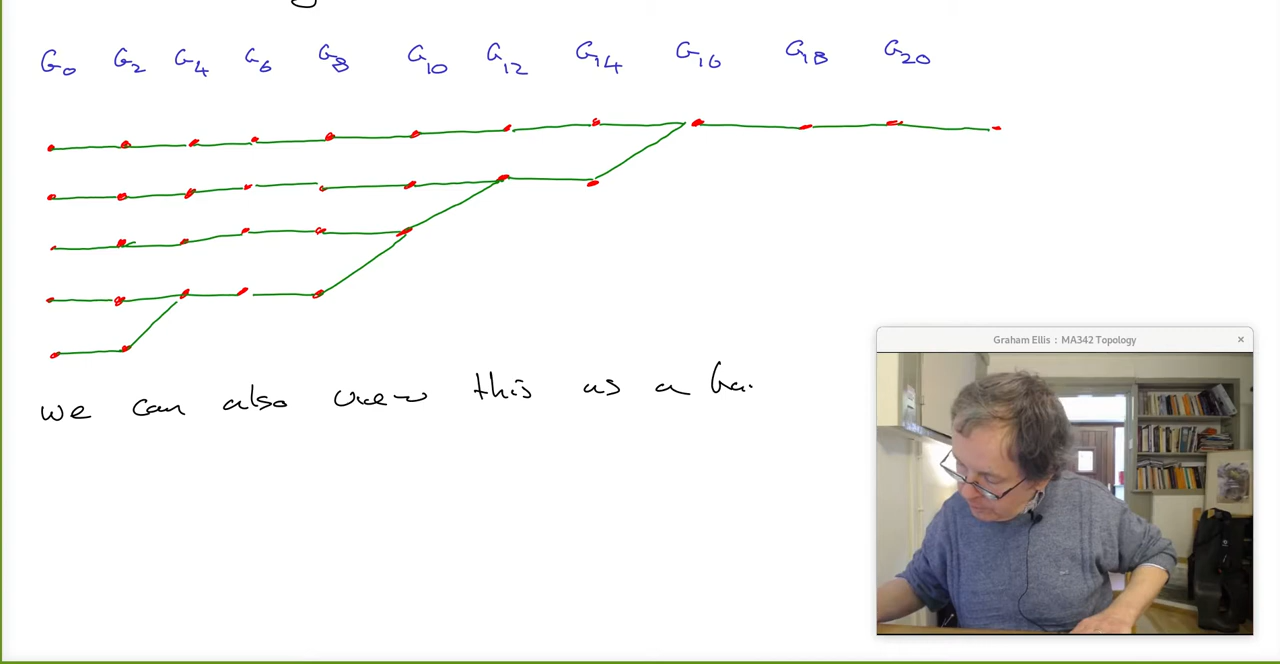 G0 G2 G4 G6 G8 G10 G12 G14 G16 G18 G20
we can also view this as a ba
Graham Ellis : MA342 Topology